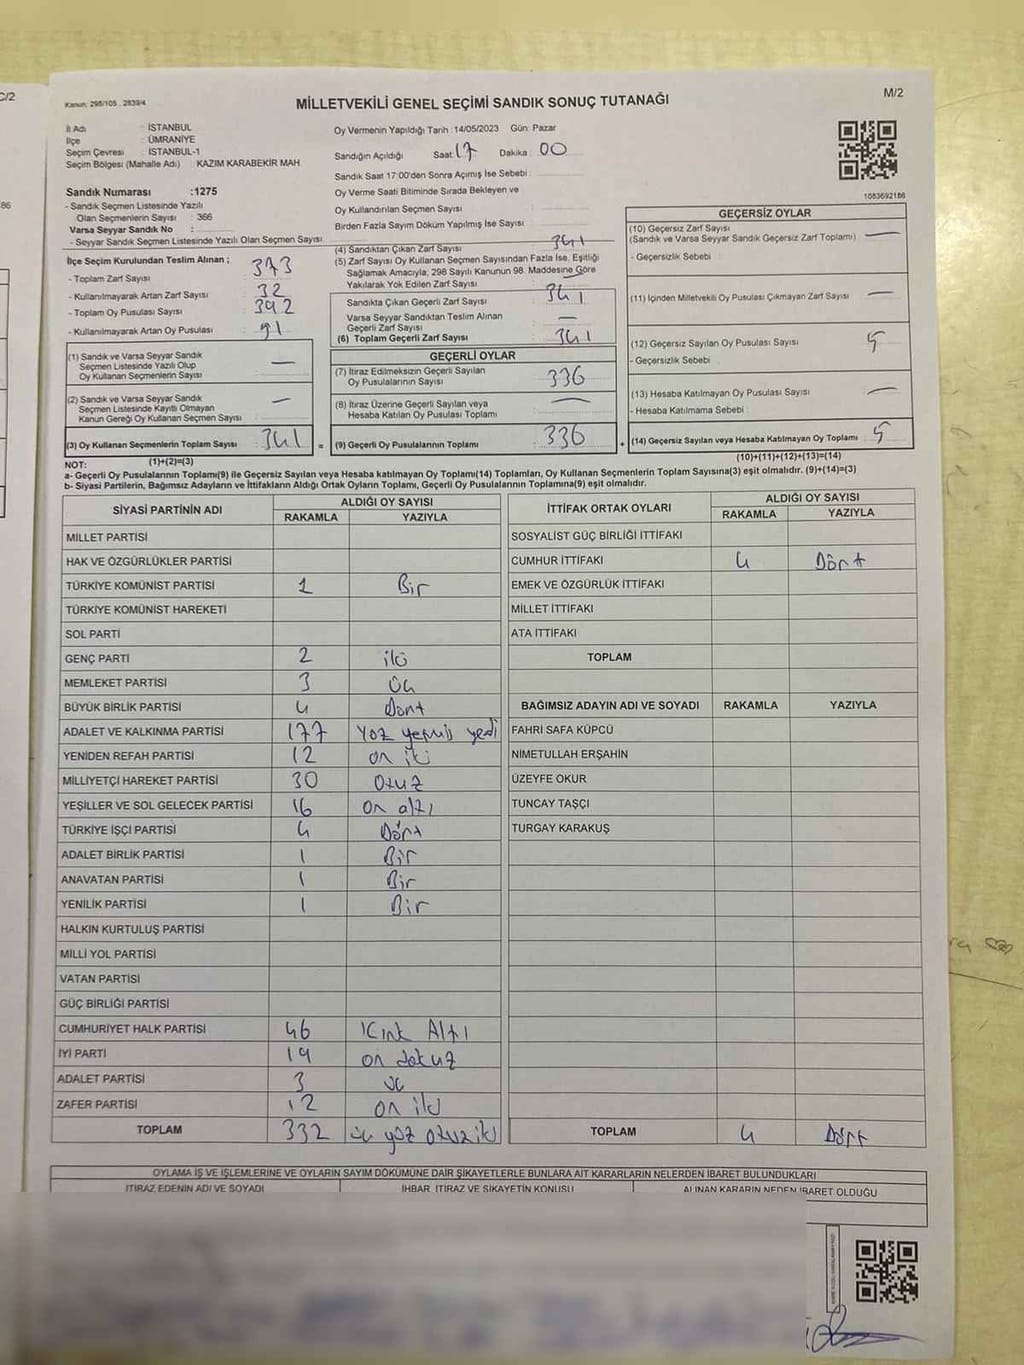 C/2
86
Kanun: 298/105 , 2839/4
MİLLETVEKİLİ GENEL SEÇİMİ SANDIK SONUÇ TUTANAĞI
M/2
İl Adı : İSTANBUL
İlçe : ÜMRANİYE
Seçim Çevresi : İSTANBUL-1
Seçim Bölgesi (Mahalle Adı) : KAZIM KARABEKİR MAH.
Sandık Numarası :1275
- Sandık Seçmen Listesinde Yazılı
Olan Seçmenlerin Sayısı : 366
Varsa Seyyar Sandık No :
- Seyyar Sandık Seçmen Listesinde Yazılı Olan Seçmen Sayısı
Oy Vermenin Yapıldığı Tarih :14/05/2023 Gün: Pazar
Sandığın Açıldığı Saat: 17 Dakika : 00
Sandık Saat 17:00'den Sonra Açımış İse Sebebi :
Oy Verme Saati Bitiminde Sırada Bekleyen ve
Oy Kullandırılan Seçmen Sayısı :
Birden Fazla Sayım Döküm Yapılmış İse Sayısı :
1083692186
İlçe Seçim Kurulundan Teslim Alınan ;
- Toplam Zarf Sayısı : 373
- Kullanılmayarak Artan Zarf Sayısı : 32
- Toplam Oy Pusulası Sayısı : 392
- Kullanılmayarak Artan Oy Pusulası : 91
(1) Sandık ve Varsa Seyyar Sandık
Seçmen Listesinde Yazılı Olup
Oy Kullanan Seçmenlerin Sayısı : —
(2) Sandık ve Varsa Seyyar Sandık
Seçmen Listesinde Kayıtlı Olmayan
Kanun Gereği Oy Kullanan Seçmen Sayısı : —
(3) Oy Kullanan Seçmenlerin Toplam Sayısı : 341 =
(4) Sandıktan Çıkan Zarf Sayısı : 341
(5) Zarf Sayısı Oy Kullanan Seçmen Sayısından Fazla İse, Eşitliği
Sağlamak Amacıyla, 298 Sayılı Kanunun 98. Maddesine Göre
Yakılarak Yok Edilen Zarf Sayısı : —
Sandıkta Çıkan Geçerli Zarf Sayısı : 341
Varsa Seyyar Sandıktan Teslim Alınan
Geçerli Zarf Sayısı : —
(6) Toplam Geçerli Zarf Sayısı : 341
GEÇERLİ OYLAR
(7) İtiraz Edilmeksizin Geçerli Sayılan
Oy Pusulalarının Sayısı : 336
(8) İtiraz Üzerine Geçerli Sayılan veya
Hesaba Katılan Oy Pusulası Toplamı : —
(9) Geçerli Oy Pusulalarının Toplamı : 336 +
GEÇERSİZ OYLAR
(10) Geçersiz Zarf Sayısı
(Sandık ve Varsa Seyyar Sandık Geçersiz Zarf Toplamı) : —
- Geçersizlik Sebebi :
(11) İçinden Milletvekili Oy Pusulası Çıkmayan Zarf Sayısı : —
(12) Geçersiz Sayılan Oy Pusulası Sayısı : 5
- Geçersizlik Sebebi :
(13) Hesaba Katılmayan Oy Pusulası Sayısı : —
- Hesaba Katılmama Sebebi :
(14) Geçersiz Sayılan veya Hesaba Katılmayan Oy Toplamı : 5
(1)+(2)=(3)
(10)+(11)+(12)+(13)=(14)
NOT:
a- Geçerli Oy Pusulalarının Toplamı(9) ile Geçersiz Sayılan veya Hesaba katılmayan Oy Toplamı(14) Toplamları, Oy Kullanan Seçmenlerin Toplam Sayısına(3) eşit olmalıdır. (9)+(14)=(3)
b- Siyasi Partilerin, Bağımsız Adayların ve İttifakların Aldığı Ortak Oyların Toplamı, Geçerli Oy Pusulalarının Toplamına(9) eşit olmalıdır.
SİYASİ PARTİNİN ADI ALDIĞI OY SAYISI
RAKAMLA YAZIYLA
MİLLET PARTİSİ
HAK VE ÖZGÜRLÜKLER PARTİSİ
TÜRKİYE KOMÜNİST PARTİSİ 1 Bir
TÜRKİYE KOMÜNİST HAREKETİ
SOL PARTİ
GENÇ PARTİ 2 iki
MEMLEKET PARTİSİ 3 üç
BÜYÜK BİRLİK PARTİSİ 4 Dört
ADALET VE KALKINMA PARTİSİ 177 Yüz yetmiş yedi
YENİDEN REFAH PARTİSİ 12 on iki
MİLLİYETÇİ HAREKET PARTİSİ 30 Otuz
YEŞİLLER VE SOL GELECEK PARTİSİ 16 on altı
TÜRKİYE İŞÇİ PARTİSİ 4 Dört
ADALET BİRLİK PARTİSİ 1 Bir
ANAVATAN PARTİSİ 1 Bir
YENİLİK PARTİSİ 1 Bir
HALKIN KURTULUŞ PARTİSİ
MİLLİ YOL PARTİSİ
VATAN PARTİSİ
GÜÇ BİRLİĞİ PARTİSİ
CUMHURİYET HALK PARTİSİ 46 Kırk Altı
İYİ PARTİ 19 on dokuz
ADALET PARTİSİ 3 üç
ZAFER PARTİSİ 12 on iki
TOPLAM 332 üç yüz otuz iki
İTTİFAK ORTAK OYLARI ALDIĞI OY SAYISI
RAKAMLA YAZIYLA
SOSYALİST GÜÇ BİRLİĞİ İTTİFAKI
CUMHUR İTTİFAKI 4 Dört
EMEK VE ÖZGÜRLÜK İTTİFAKI
MİLLET İTTİFAKI
ATA İTTİFAKI
TOPLAM
BAĞIMSIZ ADAYIN ADI VE SOYADI RAKAMLA YAZIYLA
FAHRİ SAFA KÜPCÜ
NİMETULLAH ERŞAHİN
ÜZEYFE OKUR
TUNCAY TAŞÇI
TURGAY KARAKUŞ
TOPLAM 4 Dört
OYLAMA İŞ VE İŞLEMLERİNE VE OYLARIN SAYIM DÖKÜMÜNE DAİR ŞİKAYETLERLE BUNLARA AİT KARARLARIN NELERDEN İBARET BULUNDUKLARI
İTİRAZ EDENİN ADI VE SOYADI İHBAR, İTİRAZ VE ŞİKAYETİN KONUSU ALINAN KARARIN NEDEN İBARET OLDUĞU